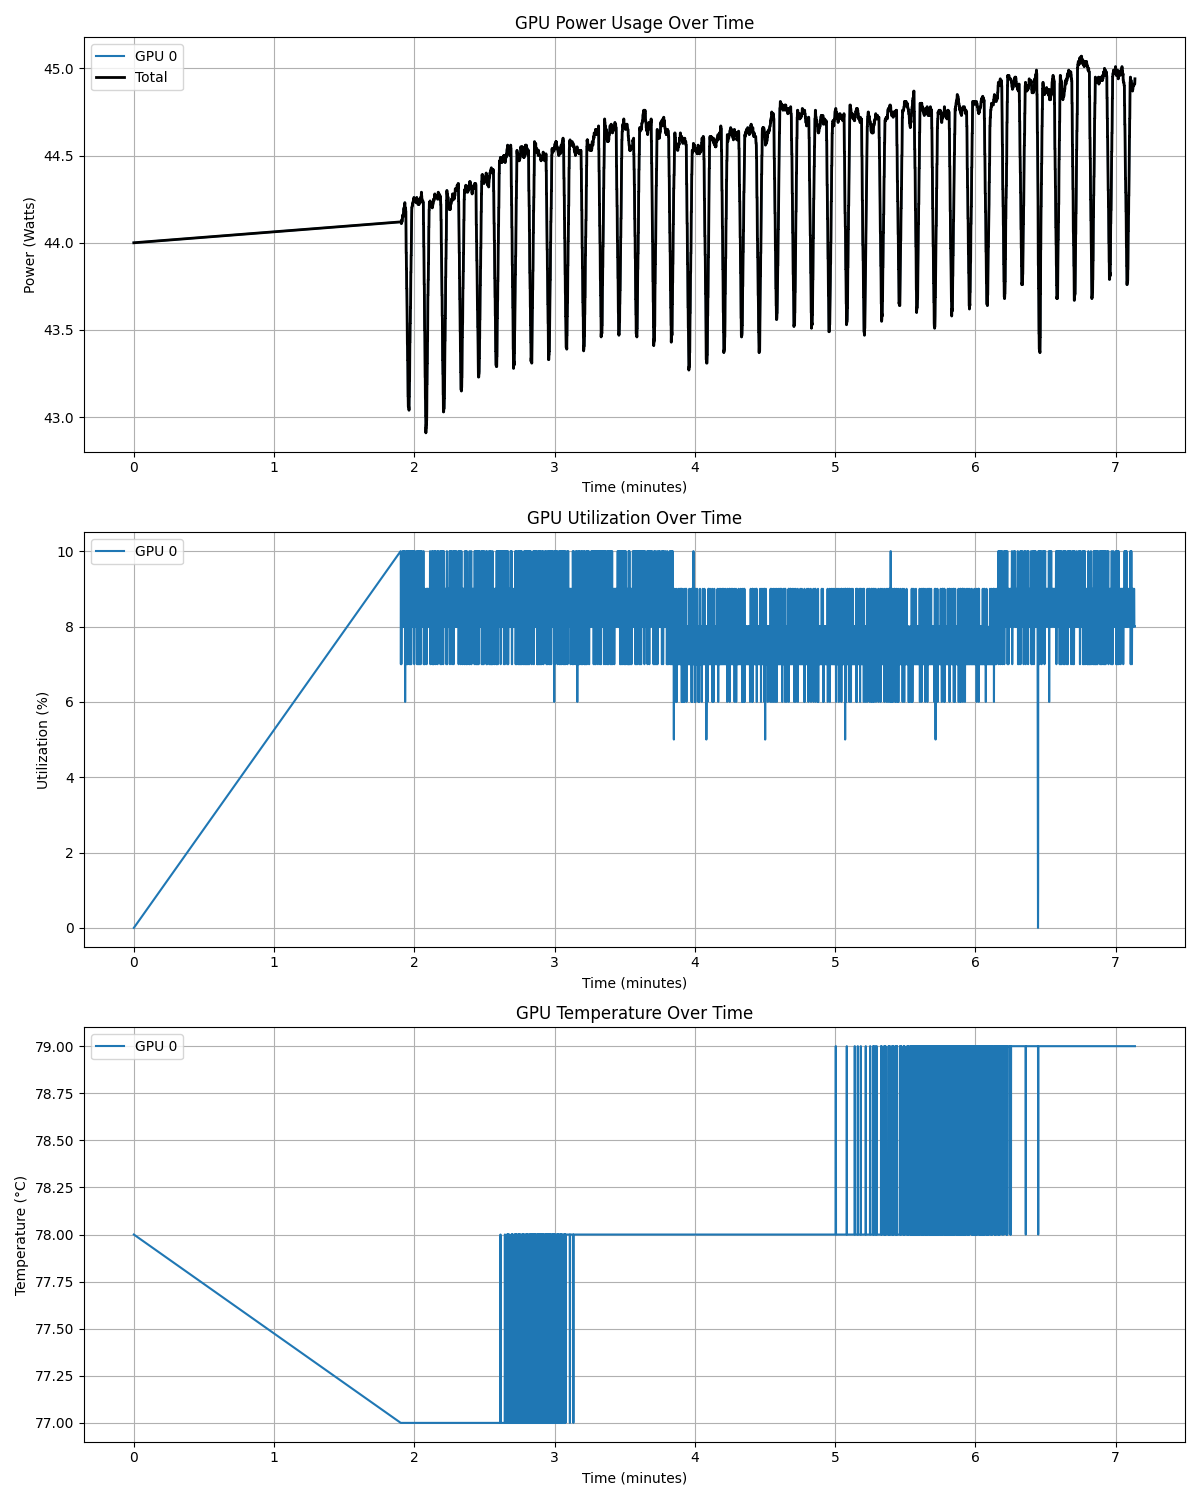 GPU Power Usage Over Time
GPU 0
Total
45.0
44.5
44.0
43.5
43.0
Power (Watts)
0 1 2 3 4 5 6 7
Time (minutes)
GPU Utilization Over Time
GPU 0
10
8
6
4
2
0
Utilization (%)
0 1 2 3 4 5 6 7
Time (minutes)
GPU Temperature Over Time
GPU 0
79.00
78.75
78.50
78.25
78.00
77.75
77.50
77.25
77.00
Temperature (°C)
0 1 2 3 4 5 6 7
Time (minutes)